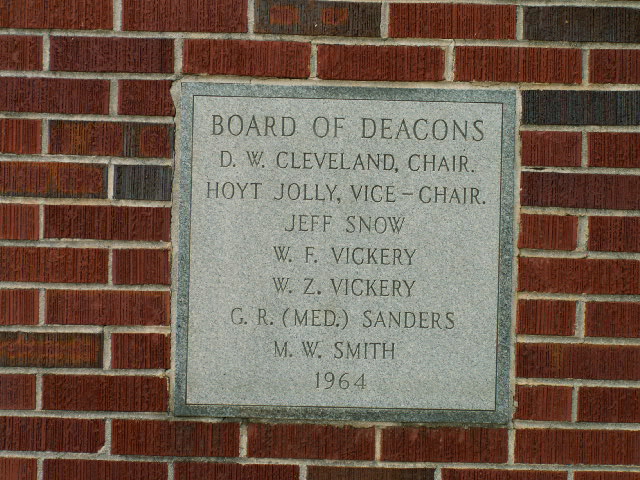 BOARD OF DEACONS
D. W. CLEVELAND, CHAIR.
HOYT JOLLY, VICE-CHAIR.
JEFF SNOW
W. F. VICKERY
W. Z. VICKERY
G. R. (MED.) SANDERS
M. W. SMITH
1964